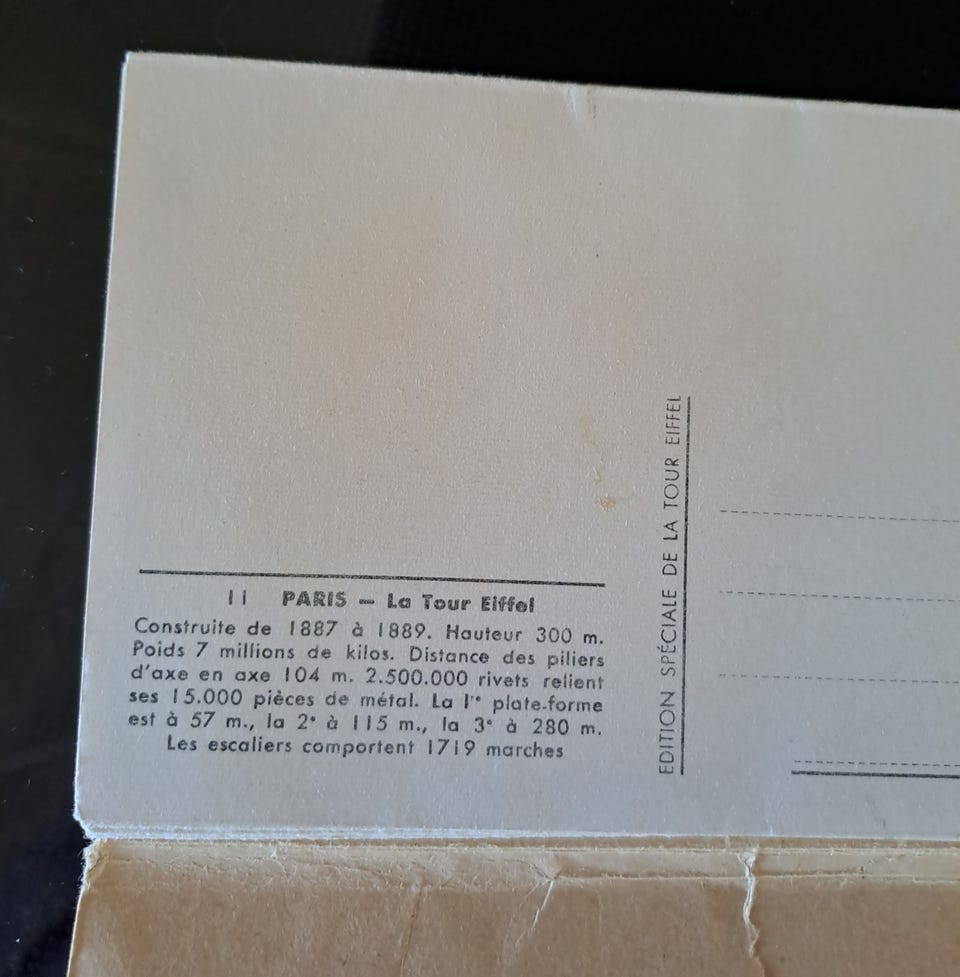 11 PARIS – La Tour Eiffel
Construite de 1887 à 1889. Hauteur 300 m.
Poids 7 millions de kilos. Distance des piliers
d'axe en axe 104 m. 2.500.000 rivets relient
ses 15.000 pièces de métal. La 1re plate-forme
est à 57 m., la 2e à 115 m., la 3e à 280 m.
Les escaliers comportent 1719 marches
EDITION SPÉCIALE DE LA TOUR EIFFEL